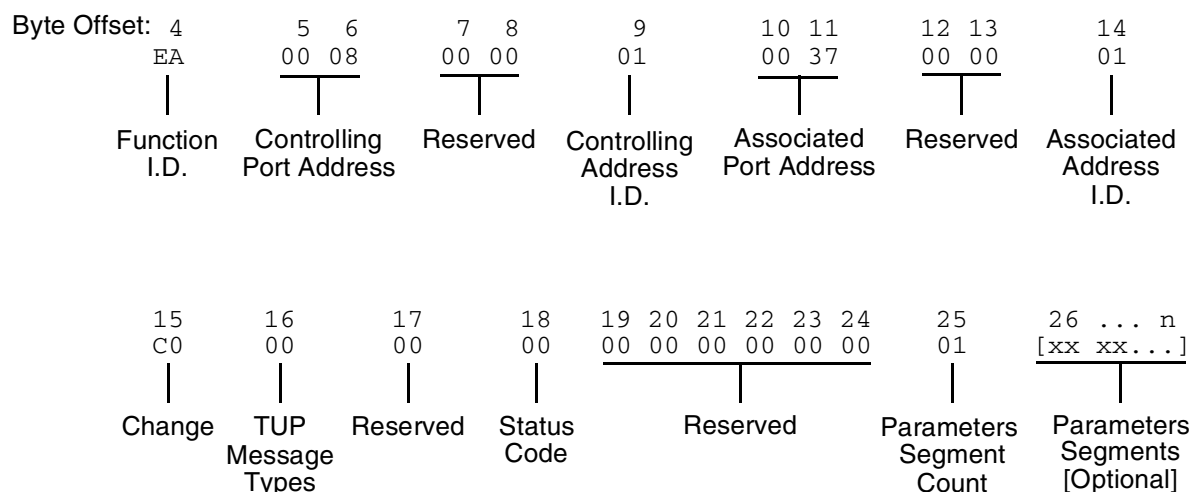 Byte Offset: 4 5 6 7 8 9 10 11 12 13 14
EA 00 08 00 00 01 00 37 00 00 01
Function Controlling Reserved Controlling Associated Reserved Associated
I.D. Port Address Address Port Address Address
I.D. I.D.
15 16 17 18 19 20 21 22 23 24 25 26 ... n
C0 00 00 00 00 00 00 00 00 00 01 [xx xx...]
Change TUP Reserved Status Reserved Parameters Parameters
Message Code Segment Segments
Types Count [Optional]